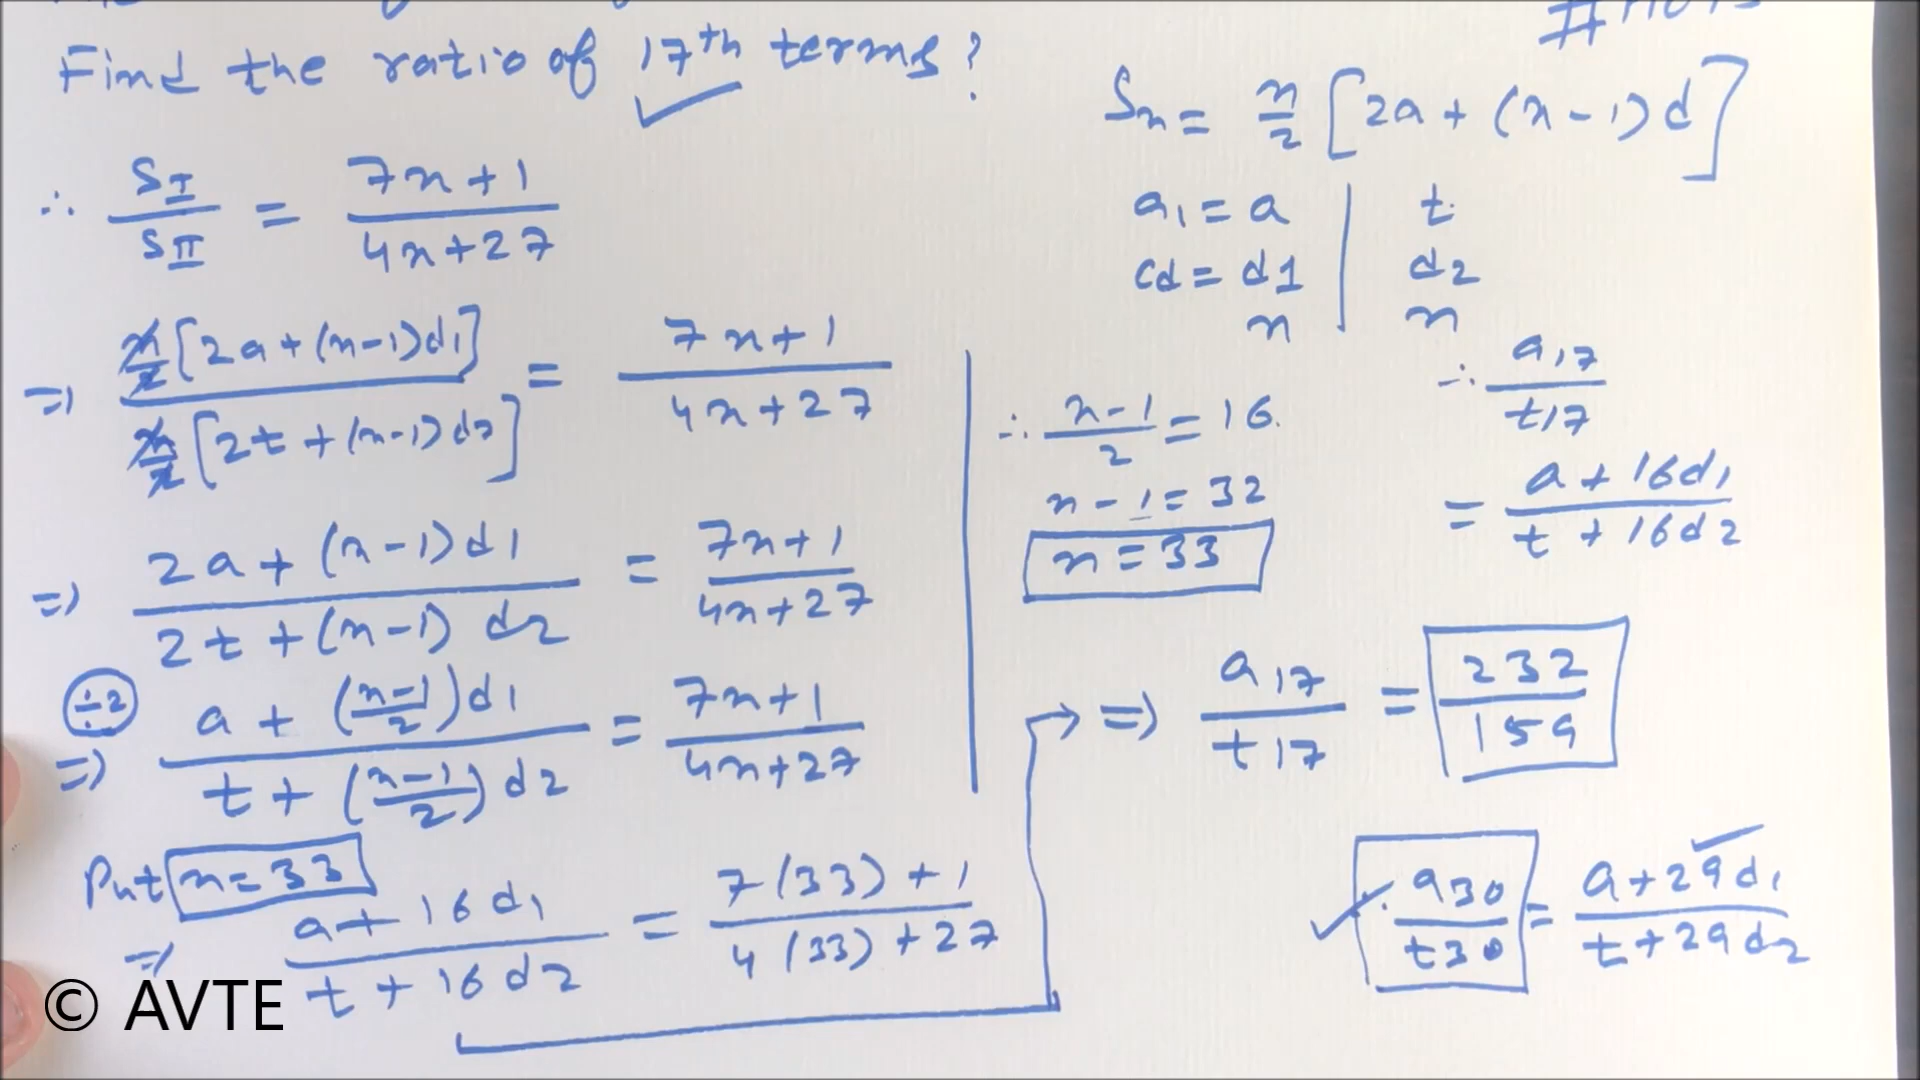 Find the ratio of 17th terms?
∴ SI/SII = (7n+1)/(4n+27)
=> n/2[2a+(n-1)d1] / n/2[2t+(n-1)d2] = (7n+1)/(4n+27)
=> (2a+(n-1)d1)/(2t+(n-1)d2) = (7n+1)/(4n+27)
÷2
=> (a+((n-1)/2)d1)/(t+((n-1)/2)d2) = (7n+1)/(4n+27)
Put n=33
=> (a+16d1)/(t+16d2) = (7(33)+1)/(4(33)+27)
Sn = n/2[2a+(n-1)d]
a1=a | t
cd=d1 | d2
n | n
∴ (n-1)/2 = 16.
n-1=32
n=33
∴ a17/t17
= (a+16d1)/(t+16d2)
=> a17/t17 = 232/159
a30/t30 = (a+29d1)/(t+29d2)
© AVTE